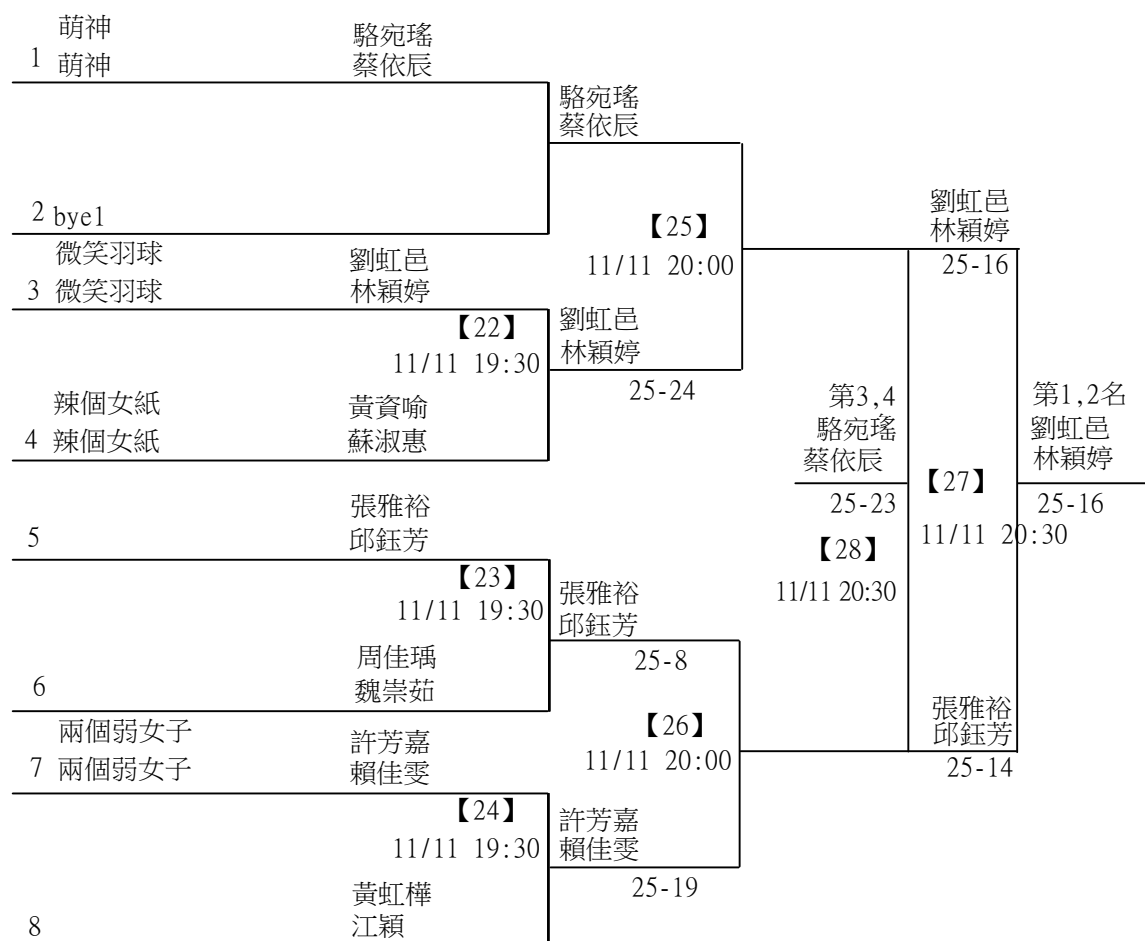 萌神 駱宛瑤
1 萌神 蔡依辰
駱宛瑤
蔡依辰
2 bye1
劉虹邑
林穎婷
25-16
【25】
11/11 20:00
微笑羽球 劉虹邑
3 微笑羽球 林穎婷
【22】
11/11 19:30
劉虹邑
林穎婷
25-24
辣個女紙 黃資喻
4 辣個女紙 蘇淑惠
第3,4
駱宛瑤
蔡依辰
25-23
【28】
11/11 20:30
第1,2名
劉虹邑
林穎婷
25-16
【27】
11/11 20:30
張雅裕
5 邱鈺芳
【23】
11/11 19:30
張雅裕
邱鈺芳
25-8
周佳瑀
6 魏崇茹
【26】
11/11 20:00
張雅裕
邱鈺芳
25-14
兩個弱女子 許芳嘉
7 兩個弱女子 賴佳雯
【24】
11/11 19:30
許芳嘉
賴佳雯
25-19
黃虹樺
8 江穎